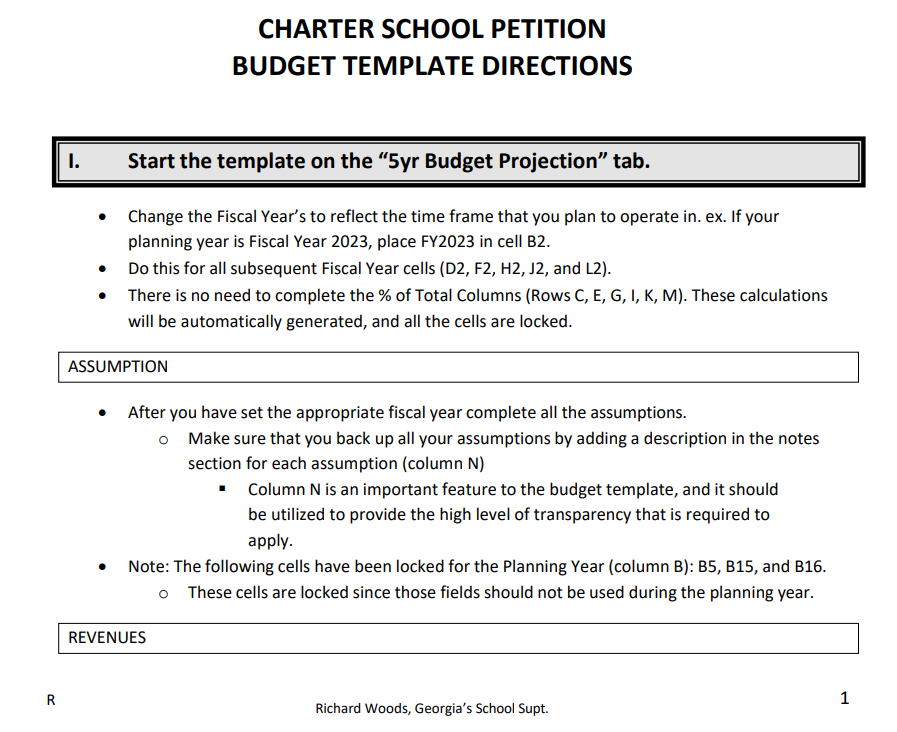 CHARTER SCHOOL PETITION
BUDGET TEMPLATE DIRECTIONS
I. Start the template on the “5yr Budget Projection” tab.
• Change the Fiscal Year’s to reflect the time frame that you plan to operate in. ex. If your
planning year is Fiscal Year 2023, place FY2023 in cell B2.
• Do this for all subsequent Fiscal Year cells (D2, F2, H2, J2, and L2).
• There is no need to complete the % of Total Columns (Rows C, E, G, I, K, M). These calculations
will be automatically generated, and all the cells are locked.
ASSUMPTION
• After you have set the appropriate fiscal year complete all the assumptions.
o Make sure that you back up all your assumptions by adding a description in the notes
section for each assumption (column N)
▪ Column N is an important feature to the budget template, and it should
be utilized to provide the high level of transparency that is required to
apply.
• Note: The following cells have been locked for the Planning Year (column B): B5, B15, and B16.
o These cells are locked since those fields should not be used during the planning year.
REVENUES
R
Richard Woods, Georgia’s School Supt.
1